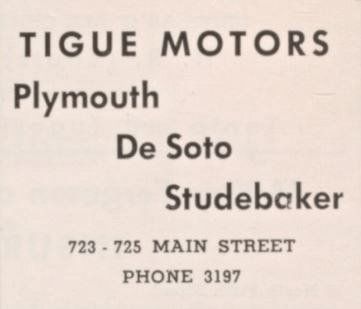 TIGUE MOTORS
Plymouth
De Soto
Studebaker
723 - 725 MAIN STREET
PHONE 3197